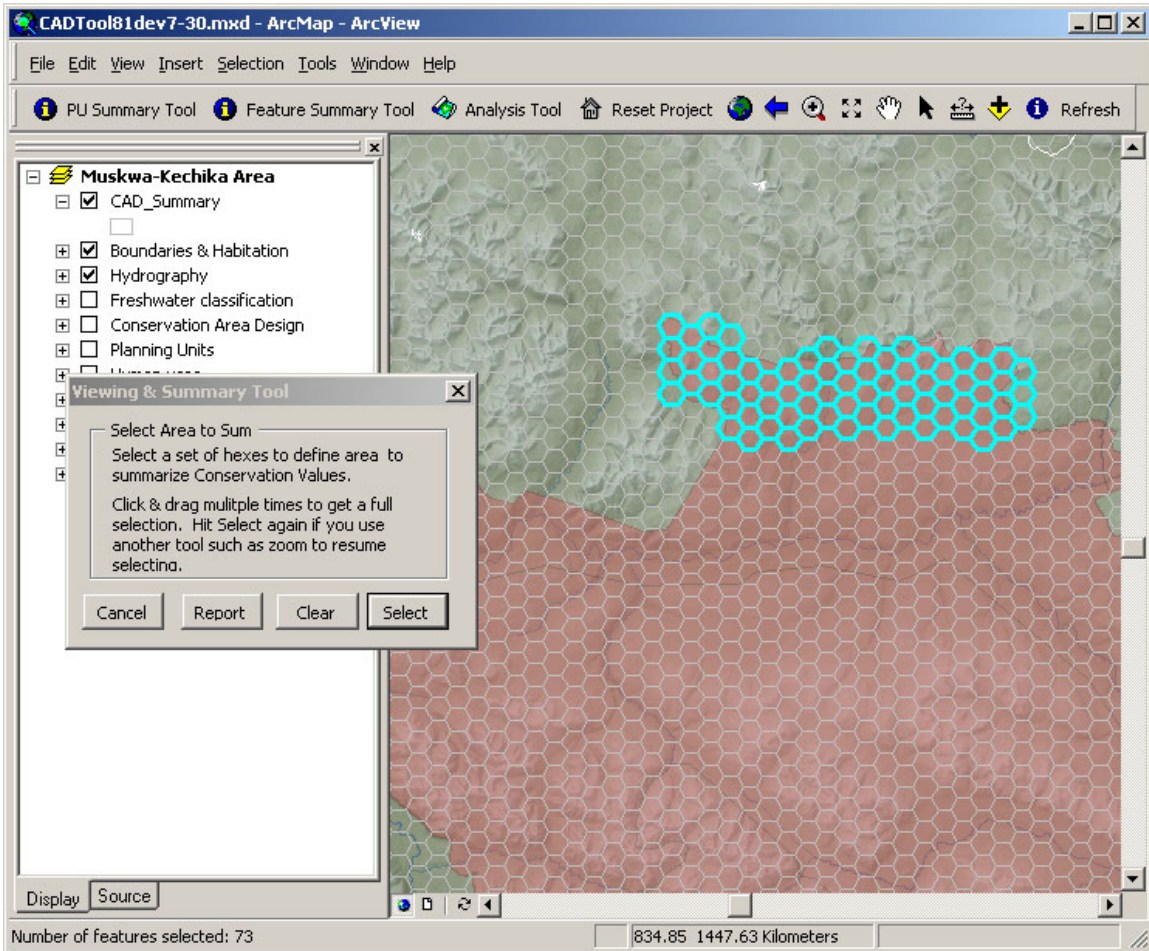 CADTool81dev7-30.mxd - ArcMap - ArcView
File Edit View Insert Selection Tools Window Help
PU Summary Tool Feature Summary Tool Analysis Tool Reset Project Refresh
Muskwa-Kechika Area
CAD_Summary
Boundaries & Habitation
Hydrography
Freshwater classification
Conservation Area Design
Planning Units
Viewing & Summary Tool
Select Area to Sum
Select a set of hexes to define area to
summarize Conservation Values.
Click & drag mulitple times to get a full
selection. Hit Select again if you use
another tool such as zoom to resume
selecting.
Cancel Report Clear Select
Display Source
Number of features selected: 73
834.85 1447.63 Kilometers